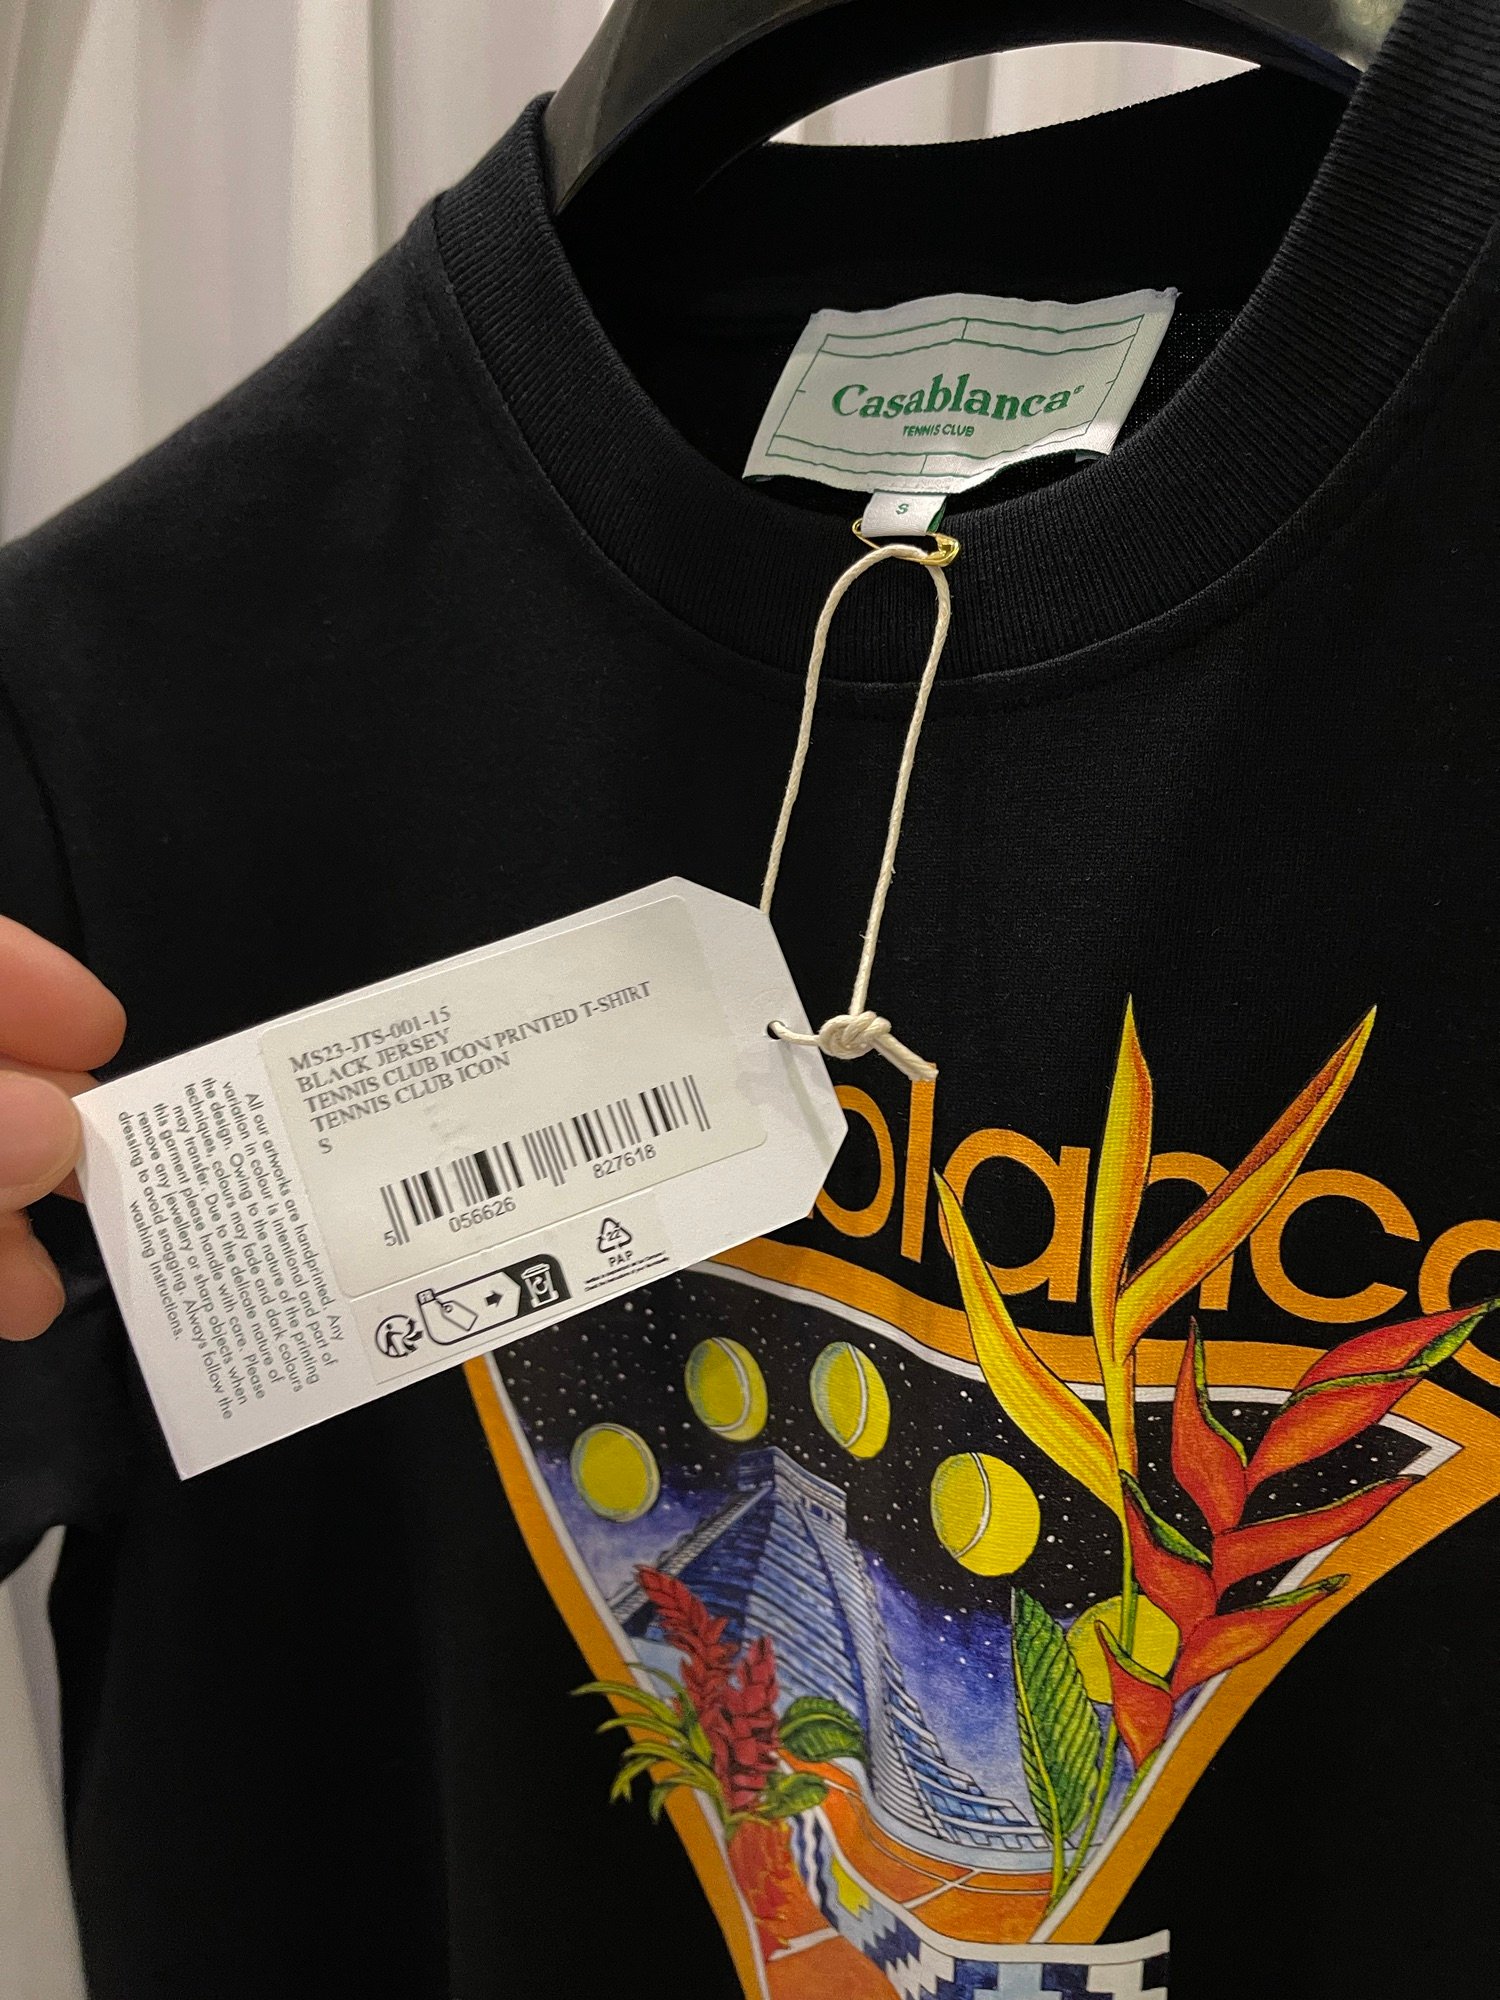 Casablanca®
TENNIS CLUB
S
MS23-JTS-001-15
BLACK JERSEY
TENNIS CLUB ICON PRINTED T-SHIRT
TENNIS CLUB ICON
S
5 056626 827618
All our artworks are handprinted. Any
variation in colour is intentional and part of
the design. Owing to the nature of the printing
techniques, colours may fade and dark colours
may transfer. Due to the delicate nature of
this garment please handle with care. Please
remove any jewellery or sharp objects when
dressing to avoid snagging. Always follow the
washing instructions.
FR
22
PAP
blanca